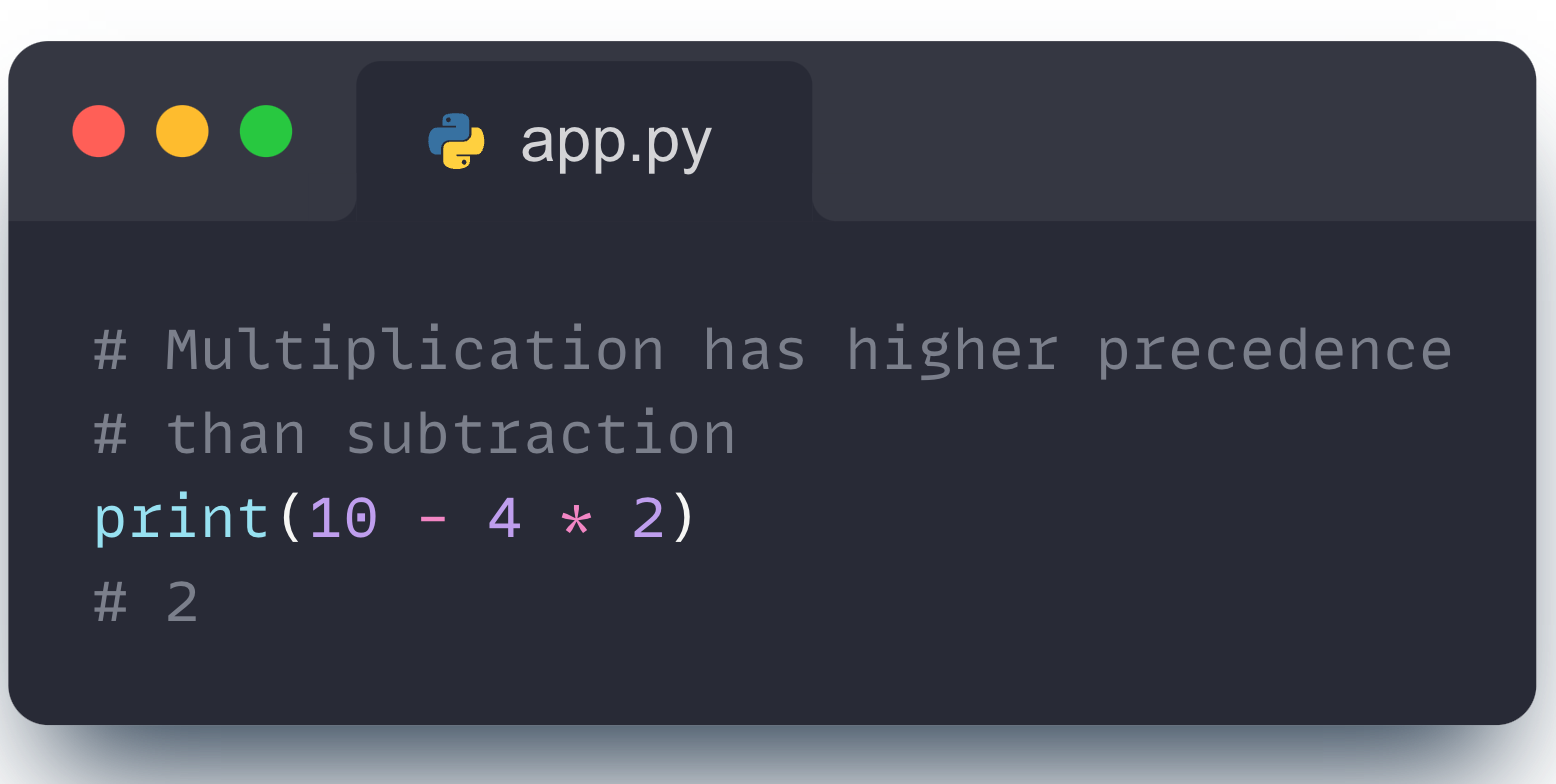 app.py
# Multiplication has higher precedence
# than subtraction
print(10 - 4 * 2)
# 2